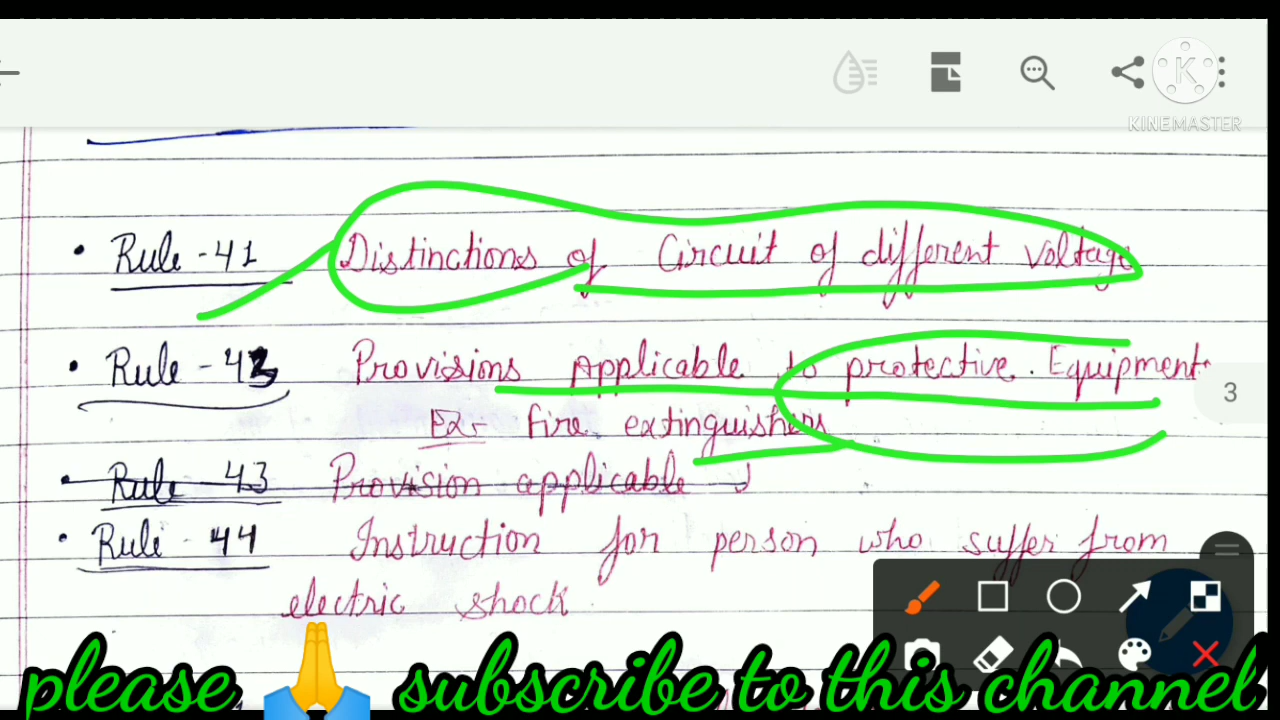 KINEMASTER
• Rule - 41 Distinctions of Circuit of different voltage
• Rule - 43 Provisions Applicable to protective. Equipment
3
Ex- fire extinguishers
• Rule 43 Provision applicable
• Rule - 44 Instruction for person who suffer from
electric shock
please 🙏 subscribe to this channel